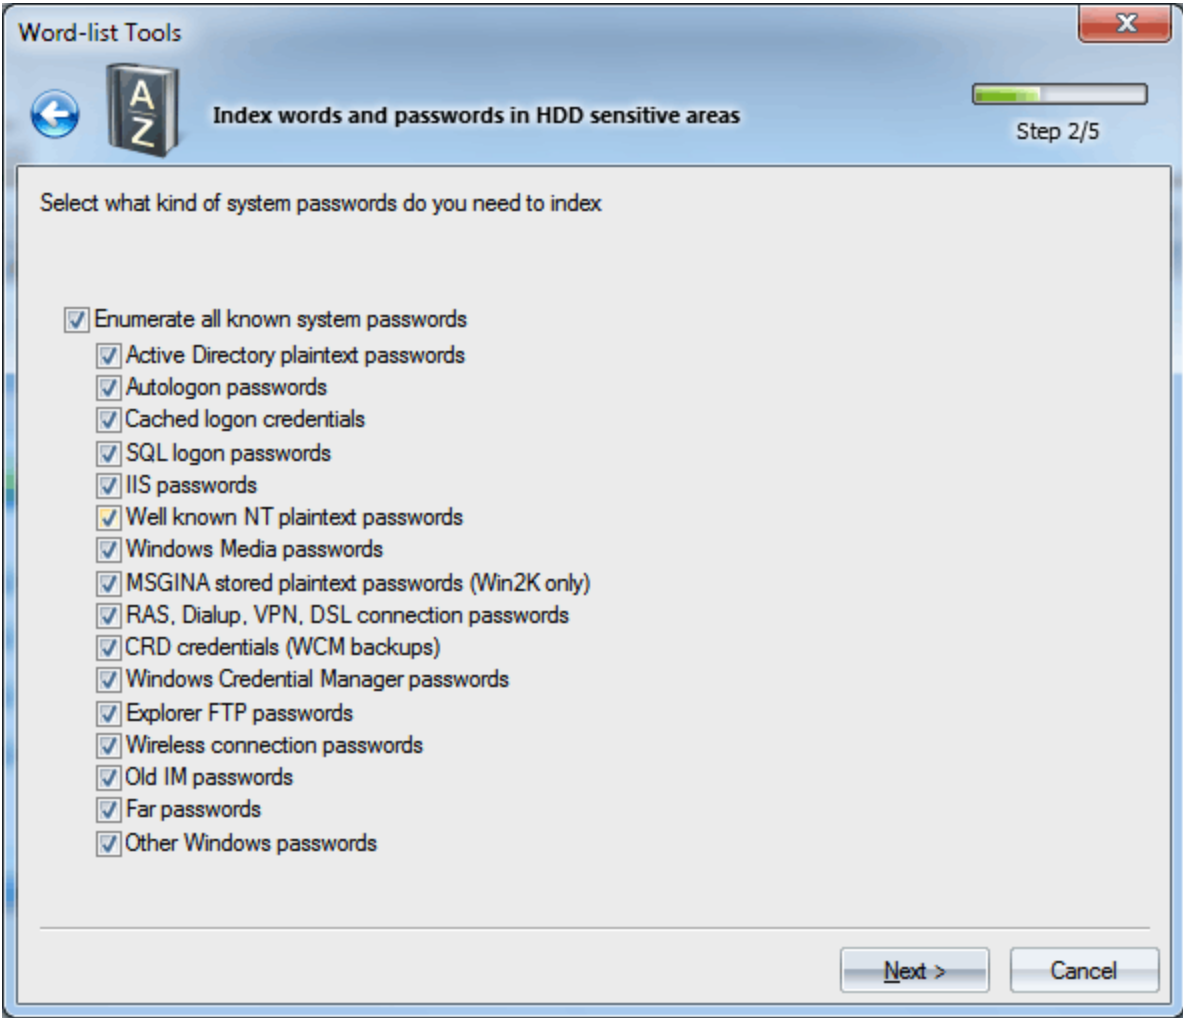 Word-list Tools
X
A
Z
Index words and passwords in HDD sensitive areas
Step 2/5
Select what kind of system passwords do you need to index
Enumerate all known system passwords
Active Directory plaintext passwords
Autologon passwords
Cached logon credentials
SQL logon passwords
IIS passwords
Well known NT plaintext passwords
Windows Media passwords
MSGINA stored plaintext passwords (Win2K only)
RAS, Dialup, VPN, DSL connection passwords
CRD credentials (WCM backups)
Windows Credential Manager passwords
Explorer FTP passwords
Wireless connection passwords
Old IM passwords
Far passwords
Other Windows passwords
Next > Cancel